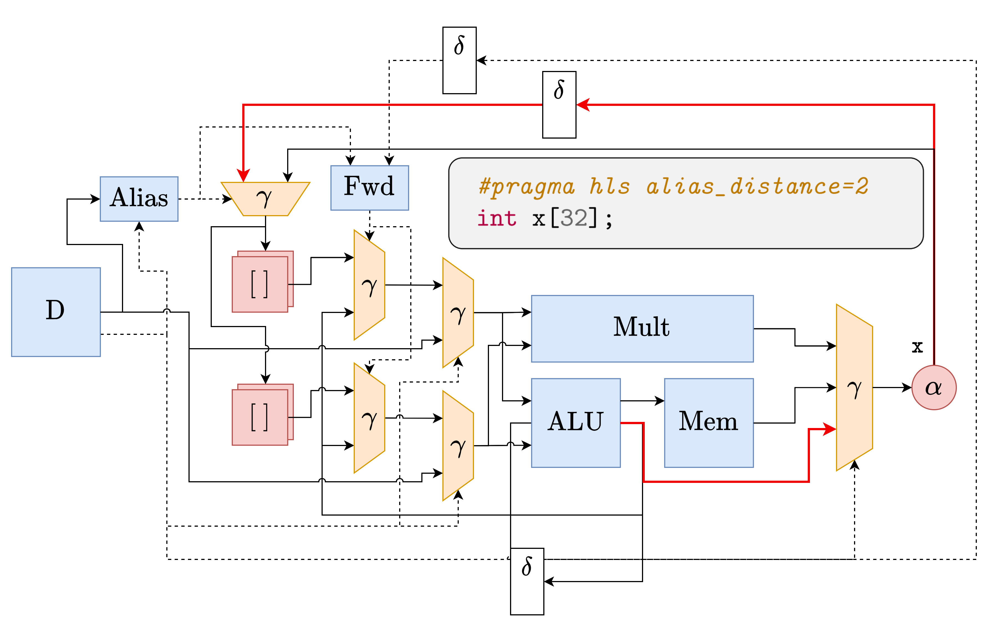 δ
δ
Alias
γ
Fwd
#pragma hls alias_distance=2
int x[32];
[ ]
γ
γ
D
Mult
x
[ ]
γ
γ
ALU
Mem
γ
α
δ